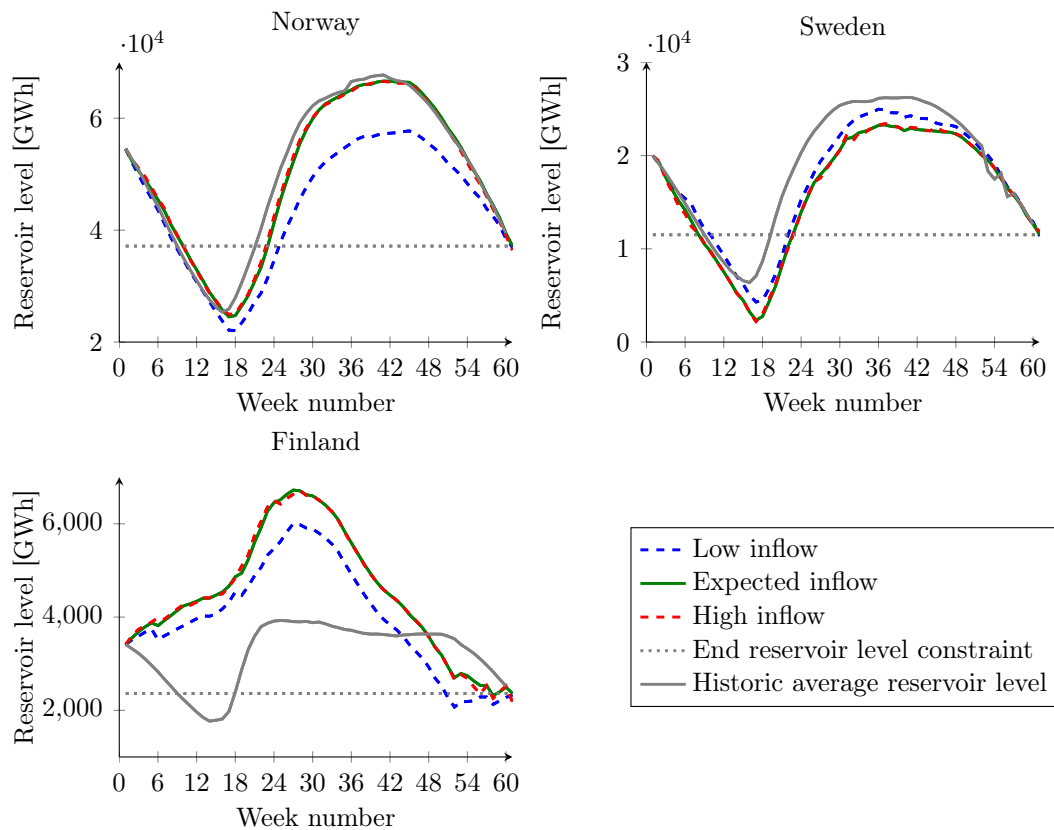 Norway
·10⁴
Reservoir level [GWh]
6
4
2
0 6 12 18 24 30 36 42 48 54 60
Week number
Sweden
Reservoir level [GWh]
·10⁴
3
2
1
0
0 6 12 18 24 30 36 42 48 54 60
Week number
Finland
Reservoir level [GWh]
6,000
4,000
2,000
0 6 12 18 24 30 36 42 48 54 60
Week number
Low inflow
Expected inflow
High inflow
End reservoir level constraint
Historic average reservoir level